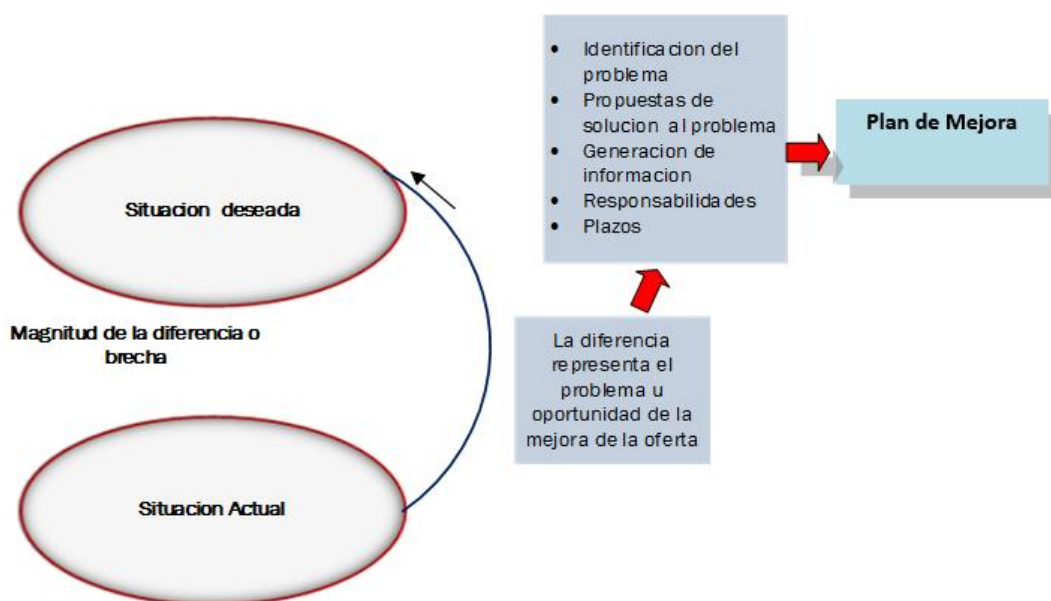 Situacion deseada
Magnitud de la diferencia o
brecha
Situacion Actual
• Identificacion del
problema
• Propuestas de
solucion al problema
• Generacion de
informacion
• Responsabilidades
• Plazos
La diferencia
representa el
problema u
oportunidad de la
mejora de la oferta
Plan de Mejora